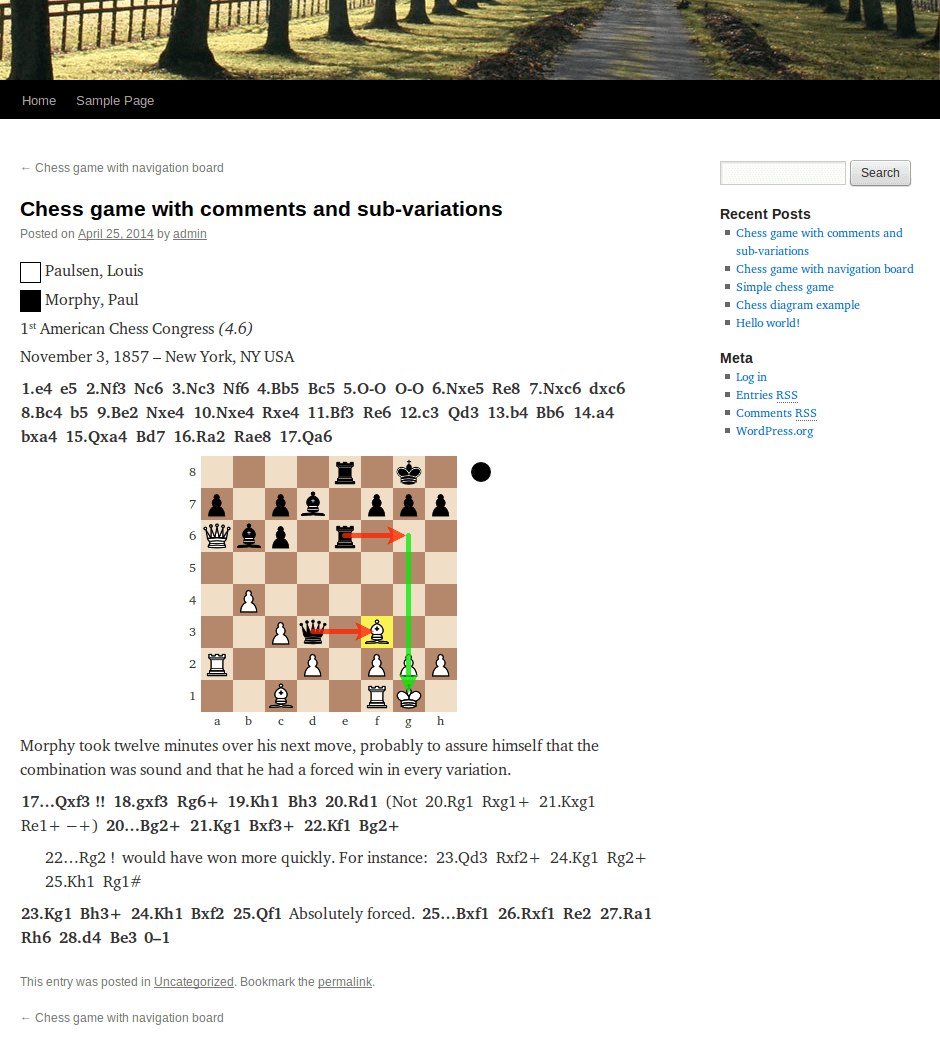 Home Sample Page
← Chess game with navigation board
Search
Chess game with comments and sub-variations
Posted on April 25, 2014 by admin
Paulsen, Louis
Morphy, Paul
1st American Chess Congress (4.6)
November 3, 1857 – New York, NY USA
1.e4 e5 2.Nf3 Nc6 3.Nc3 Nf6 4.Bb5 Bc5 5.O-O O-O 6.Nxe5 Re8 7.Nxc6 dxc6
8.Bc4 b5 9.Be2 Nxe4 10.Nxe4 Rxe4 11.Bf3 Re6 12.c3 Qd3 13.b4 Bb6 14.a4
bxa4 15.Qxa4 Bd7 16.Ra2 Rae8 17.Qa6
8
7
6
5
4
3
2
1
a b c d e f g h
Morphy took twelve minutes over his next move, probably to assure himself that the
combination was sound and that he had a forced win in every variation.
17…Qxf3 !! 18.gxf3 Rg6+ 19.Kh1 Bh3 20.Rd1 (Not 20.Rg1 Rxg1+ 21.Kxg1
Re1+ −+) 20…Bg2+ 21.Kg1 Bxf3+ 22.Kf1 Bg2+
22…Rg2 ! would have won more quickly. For instance: 23.Qd3 Rxf2+ 24.Kg1 Rg2+
25.Kh1 Rg1#
23.Kg1 Bh3+ 24.Kh1 Bxf2 25.Qf1 Absolutely forced. 25…Bxf1 26.Rxf1 Re2 27.Ra1
Rh6 28.d4 Be3 0–1
This entry was posted in Uncategorized. Bookmark the permalink.
← Chess game with navigation board
Recent Posts
Chess game with comments and
sub-variations
Chess game with navigation board
Simple chess game
Chess diagram example
Hello world!
Meta
Log in
Entries RSS
Comments RSS
WordPress.org